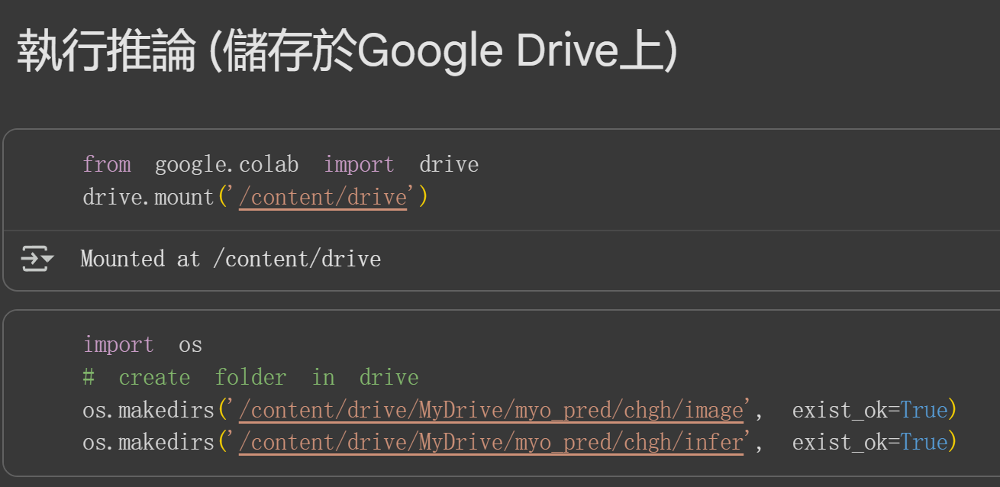 執行推論 (儲存於Google Drive上)
from google.colab import drive
drive.mount('/content/drive')
Mounted at /content/drive
import os
# create folder in drive
os.makedirs('/content/drive/MyDrive/myo_pred/chgh/image', exist_ok=True)
os.makedirs('/content/drive/MyDrive/myo_pred/chgh/infer', exist_ok=True)